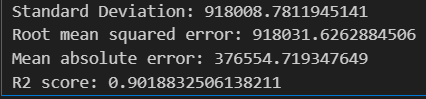 Standard Deviation: 918008.7811945141
Root mean squared error: 918031.6262884506
Mean absolute error: 376554.719347649
R2 score: 0.9018832506138211